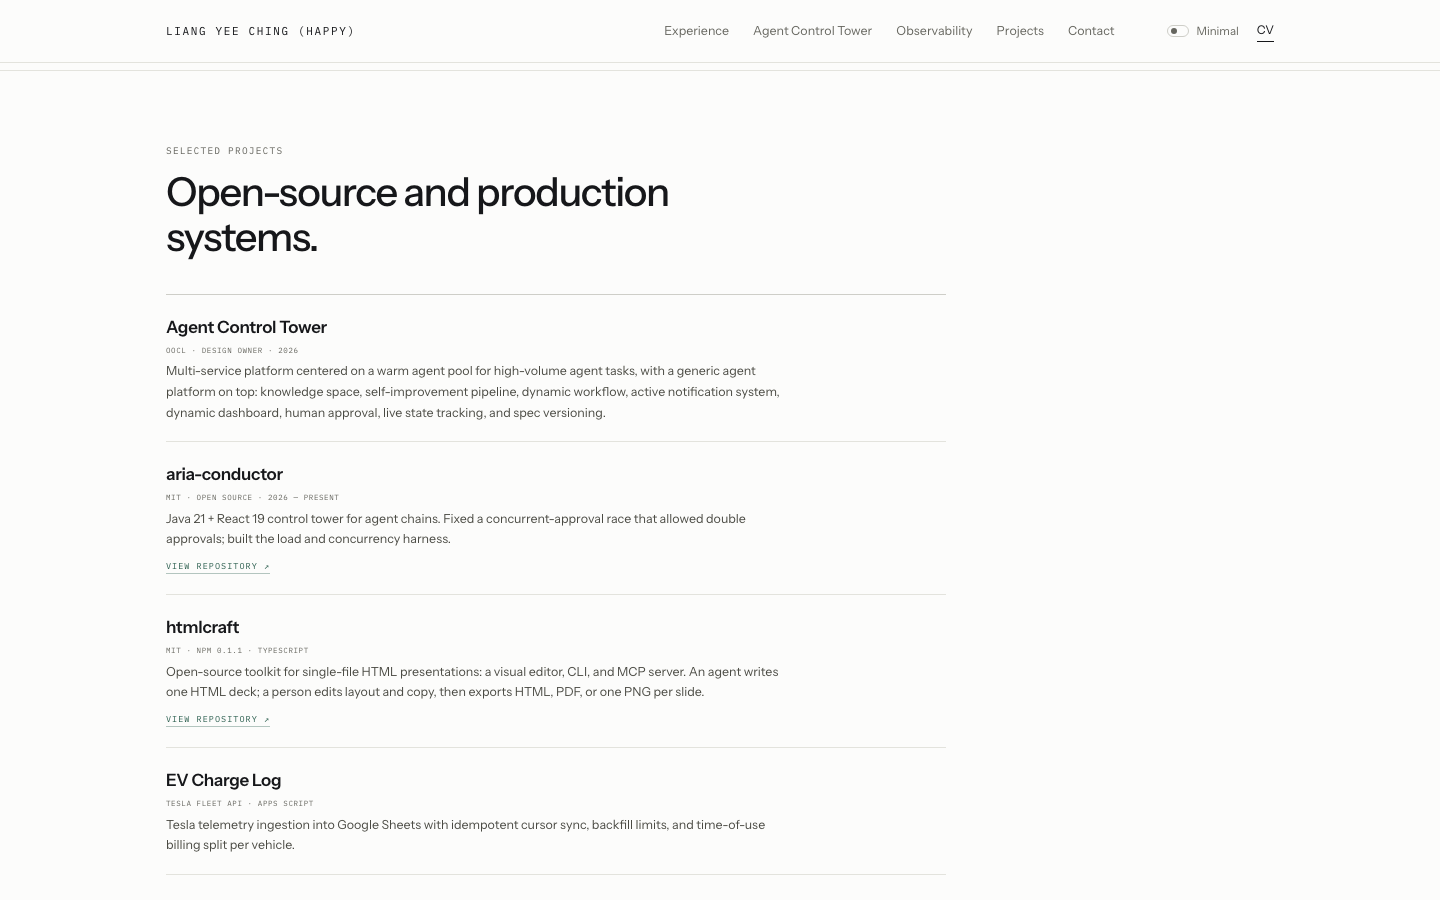 LIANG YEE CHING (HAPPY)
Experience
Agent Control Tower
Observability
Projects
Contact
Minimal
CV
SELECTED PROJECTS
Open-source and production
systems.
Agent Control Tower
OOCL · DESIGN OWNER · 2026
Multi-service platform centered on a warm agent pool for high-volume agent tasks, with a generic agent
platform on top: knowledge space, self-improvement pipeline, dynamic workflow, active notification system,
dynamic dashboard, human approval, live state tracking, and spec versioning.
aria-conductor
MIT · OPEN SOURCE · 2026 — PRESENT
Java 21 + React 19 control tower for agent chains. Fixed a concurrent-approval race that allowed double
approvals; built the load and concurrency harness.
VIEW REPOSITORY ↗
htmlcraft
MIT · NPM 0.1.1 · TYPESCRIPT
Open-source toolkit for single-file HTML presentations: a visual editor, CLI, and MCP server. An agent writes
one HTML deck; a person edits layout and copy, then exports HTML, PDF, or one PNG per slide.
VIEW REPOSITORY ↗
EV Charge Log
TESLA FLEET API · APPS SCRIPT
Tesla telemetry ingestion into Google Sheets with idempotent cursor sync, backfill limits, and time-of-use
billing split per vehicle.